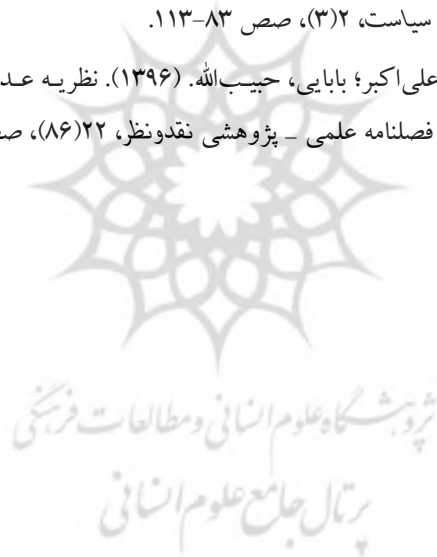 سیاست، ۲(۳)، صص ۸۳–۱۱۳.
علی‌اکبر؛ بابایی، حبیب‌الله. (۱۳۹۶). نظریه
فصلنامه علمی – پژوهشی نقدونظر، ۲۲(۸۶)،
پژوهشگاه علوم انسانی و مطالعات فرهنگی
پرتال جامع علوم انسانی